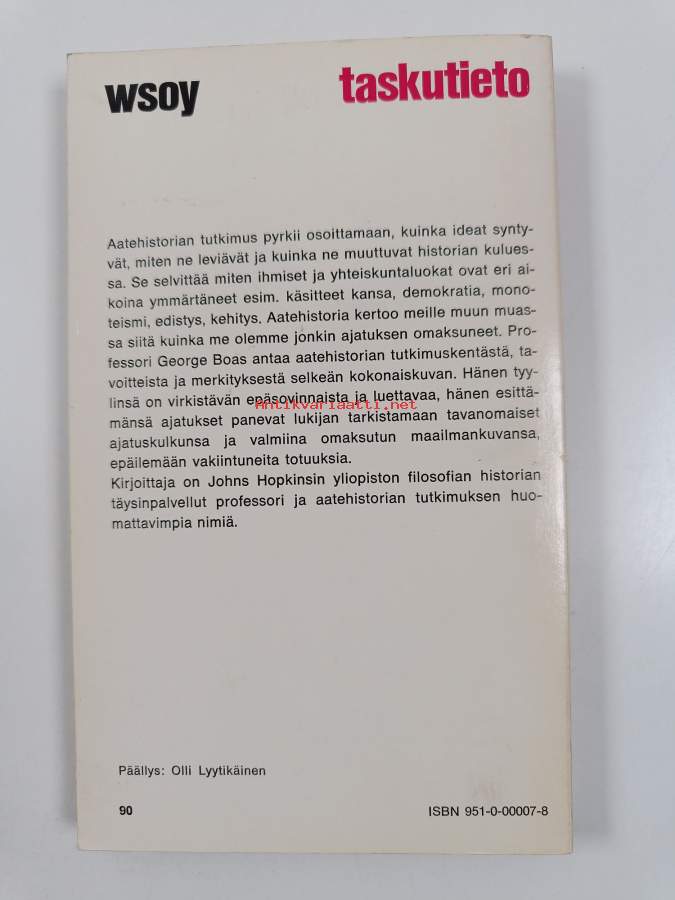 wsoy
taskutieto
Aatehistorian tutkimus pyrkii osoittamaan, kuinka ideat synty-
vät, miten ne leviävät ja kuinka ne muuttuvat historian kulues-
sa. Se selvittää miten ihmiset ja yhteiskuntaluokat ovat eri ai-
koina ymmärtäneet esim. käsitteet kansa, demokratia, mono-
teismi, edistys, kehitys. Aatehistoria kertoo meille muun muas-
sa siitä kuinka me olemme jonkin ajatuksen omaksuneet. Pro-
fessori George Boas antaa aatehistorian tutkimuskentästä, ta-
voitteista ja merkityksestä selkeän kokonaiskuvan. Hänen tyy-
linsä on virkistävän epäsovinnaista ja luettavaa, hänen esittä-
Antikvariaatti.net
mänsä ajatukset panevat lukijan tarkistamaan tavanomaiset
ajatuskulkunsa ja valmiina omaksutun maailmankuvansa,
epäilemään vakiintuneita totuuksia.
Kirjoittaja on Johns Hopkinsin yliopiston filosofian historian
täysinpalvellut professori ja aatehistorian tutkimuksen huo-
mattavimpia nimiä.
Päällys: Olli Lyytikäinen
90
ISBN 951-0-00007-8